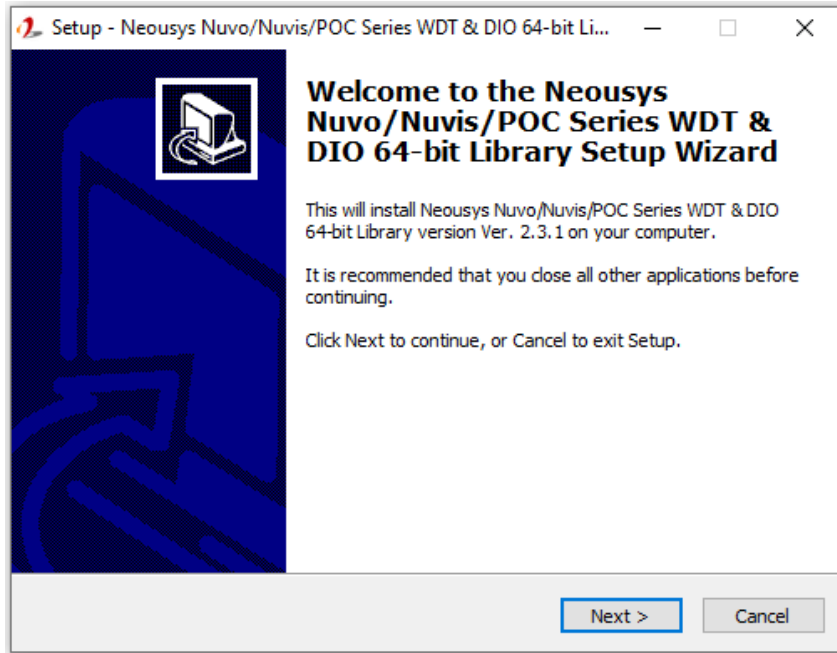 Setup - Neousys Nuvo/Nuvis/POC Series WDT & DIO 64-bit Li...
Welcome to the Neousys
Nuvo/Nuvis/POC Series WDT &
DIO 64-bit Library Setup Wizard
This will install Neousys Nuvo/Nuvis/POC Series WDT & DIO
64-bit Library version Ver. 2.3.1 on your computer.
It is recommended that you close all other applications before
continuing.
Click Next to continue, or Cancel to exit Setup.
Next >
Cancel